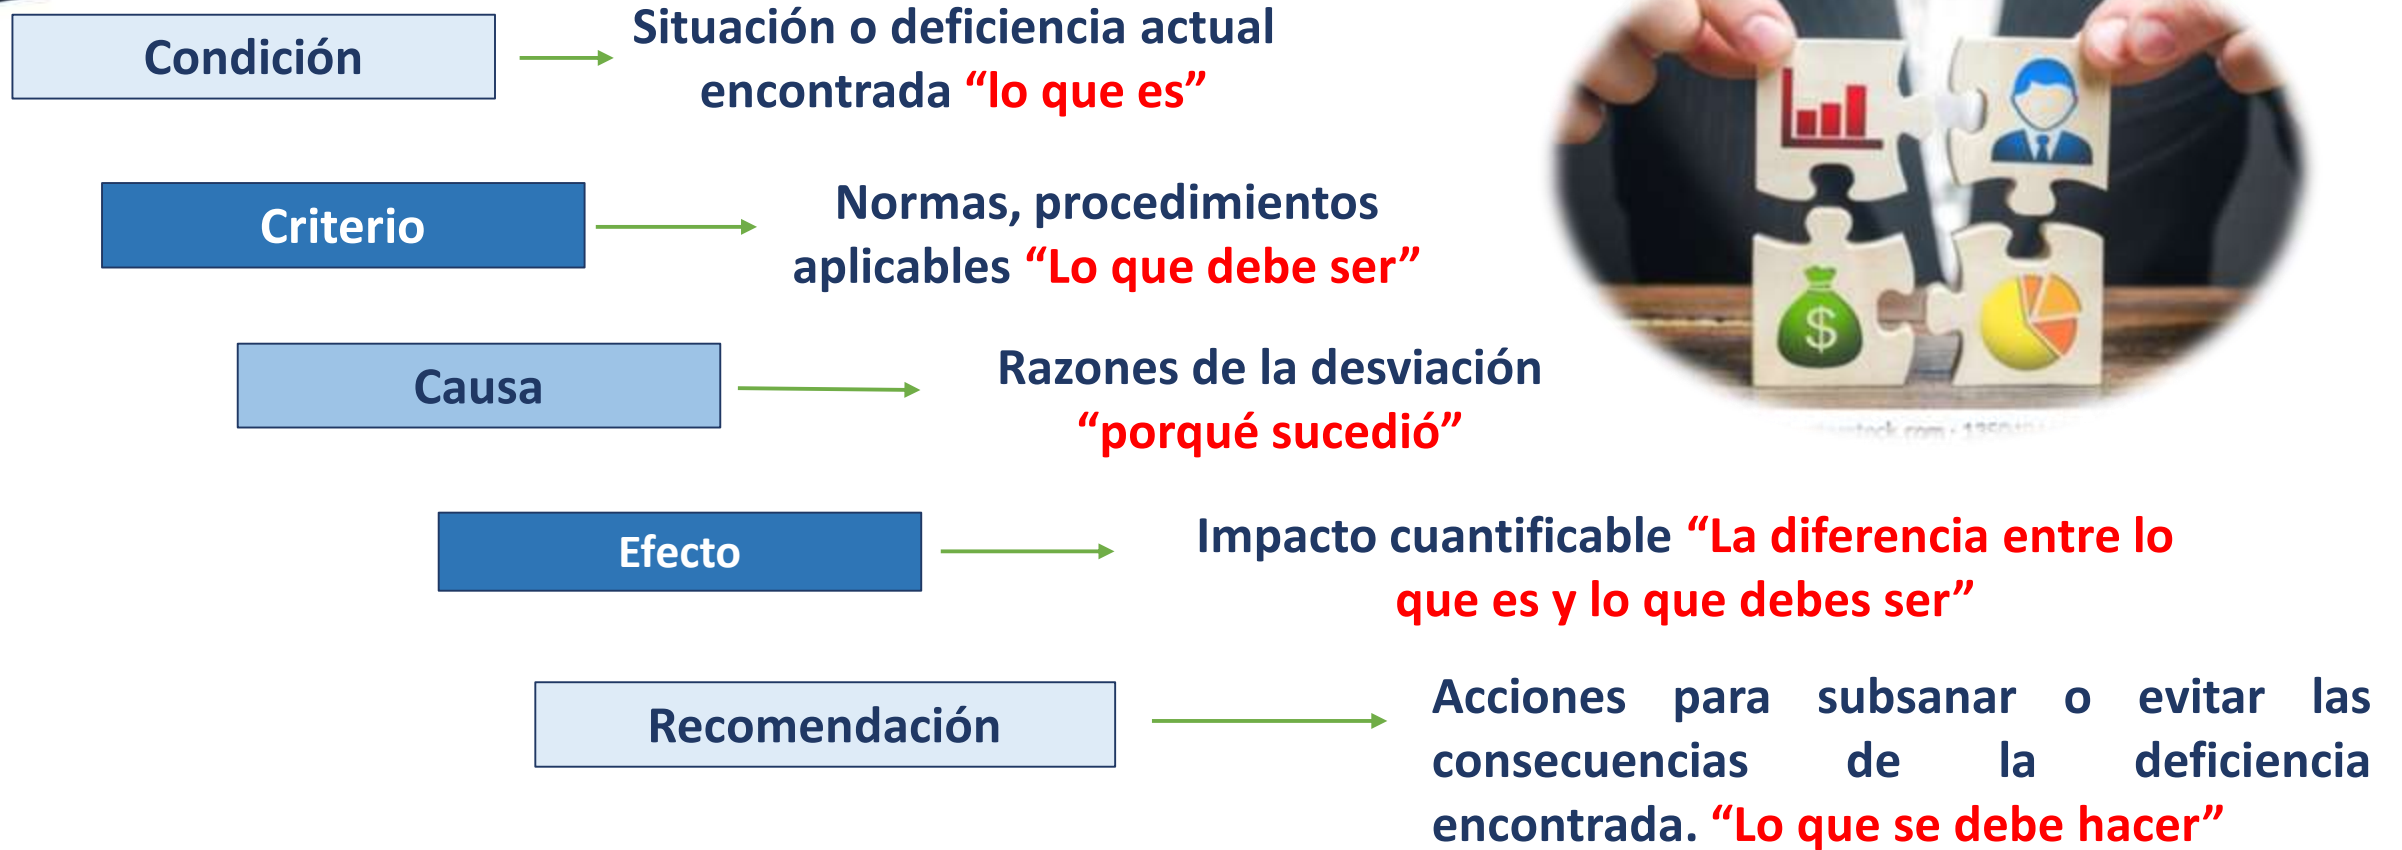 Condición
Situación o deficiencia actual
encontrada “lo que es”
Criterio
Normas, procedimientos
aplicables “Lo que debe ser”
Causa
Razones de la desviación
“porqué sucedió”
Efecto
Impacto cuantificable “La diferencia entre lo
que es y lo que debes ser”
Recomendación
Acciones para subsanar o evitar las
consecuencias de la deficiencia
encontrada. “Lo que se debe hacer”
$